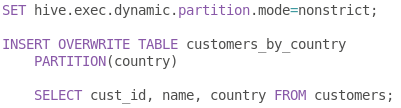 SET hive.exec.dynamic.partition.mode=nonstrict;
INSERT OVERWRITE TABLE customers_by_country
PARTITION(country)
SELECT cust_id, name, country FROM customers;